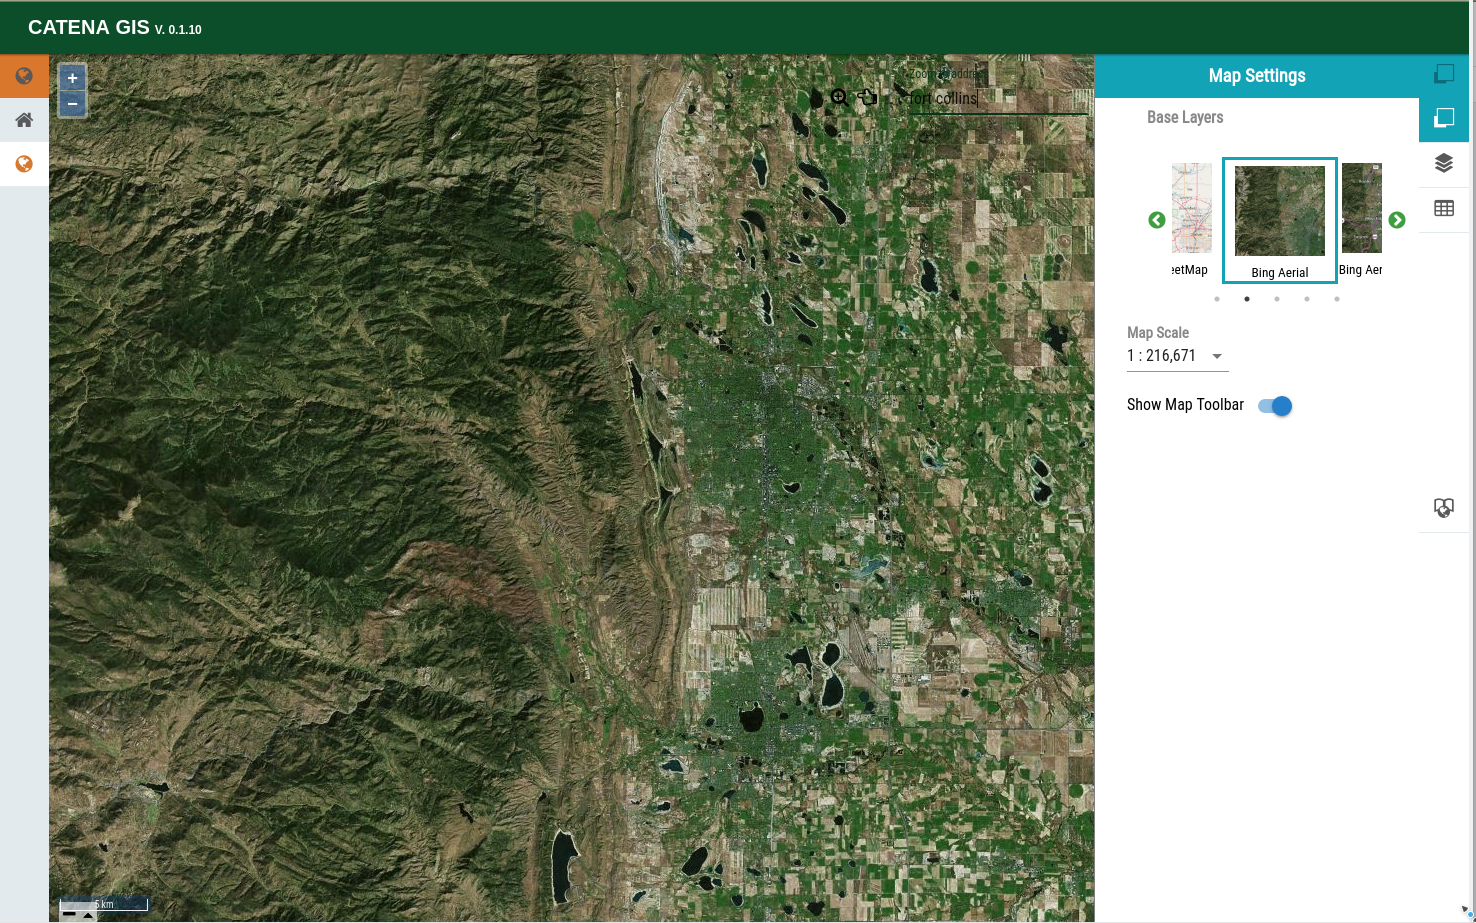 CATENA GIS V. 0.1.10
+
−
fort collins
5 km
Map Settings
Base Layers
eetMap
Bing Aerial
Bing Aer
Map Scale
1 : 216,671
Show Map Toolbar